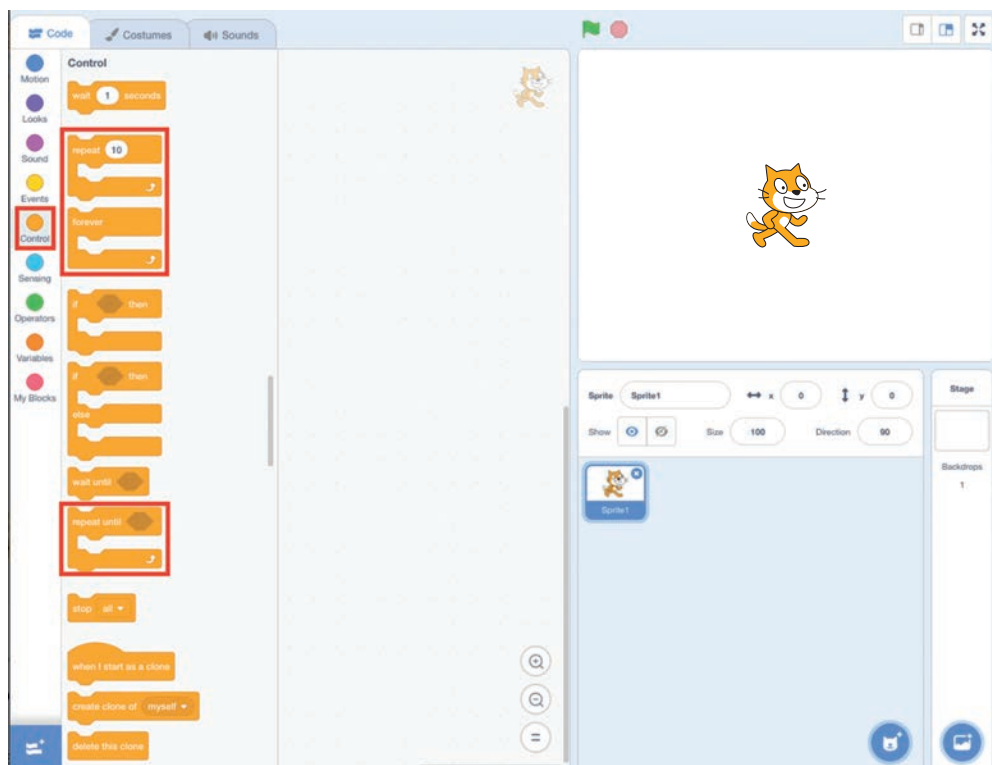 Code
Costumes
Sounds
Motion
Looks
Sound
Events
Control
Sensing
Operators
Variables
My Blocks
Control
wait 1 seconds
repeat 10
forever
if then
if then
else
wait until
repeat until
stop all
when I start as a clone
create clone of myself
delete this clone
Sprite Sprite1 x 0 y 0
Show Size 100 Direction 90
Sprite1
Stage
Backdrops
1